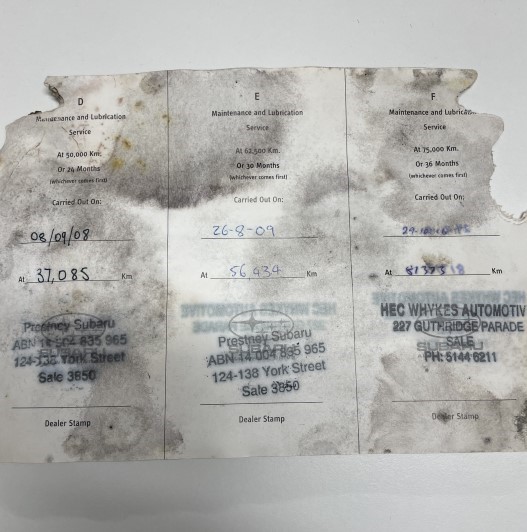 D
Maintenance and Lubrication
Service
At 50,000 Km.
Or 24 Months
(whichever comes first)
Carried Out On:
08/09/08
At 37,085 Km
Prestney Subaru
ABN 14 004 835 965
124-138 York Street
Sale 3850
Dealer Stamp
E
Maintenance and Lubrication
Service
At 62,500 Km.
Or 30 Months
(whichever comes first)
Carried Out On:
26-8-09
At 56,434 Km
Prestney Subaru
ABN 14 004 835 965
124-138 York Street
Sale 3850
Dealer Stamp
F
Maintenance and Lubrication
Service
At 75,000 Km.
Or 36 Months
(whichever comes first)
Carried Out On:
At Km
HEC WHYKES AUTOMOTIV
227 GUTHRIDGE PARADE
SALE
PH: 5144 6211
Dealer Stamp